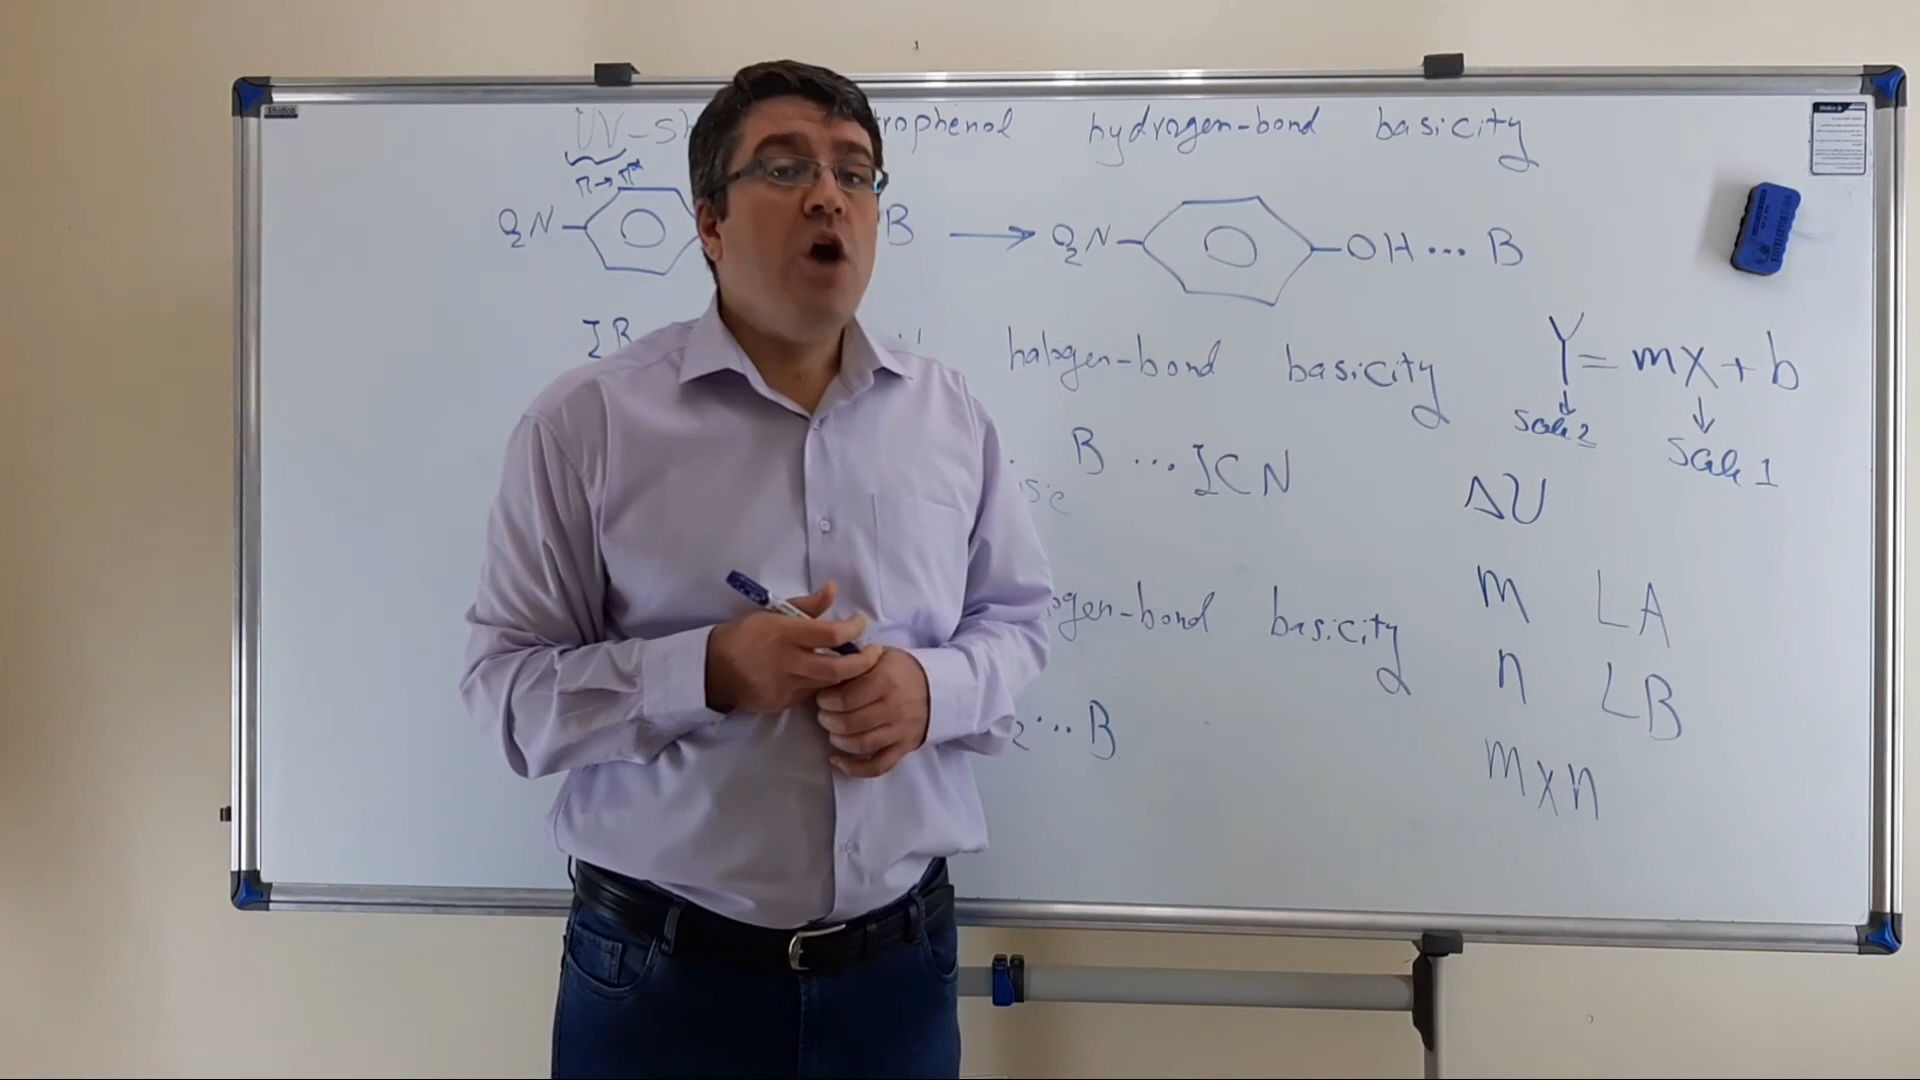 UV-sh rophenol hydrogen-bond basicity
π→π*
O2N B → O2N OH ... B
halogen-bond basicity
Y = mX + b
Scale 2
Scale 1
B ... ICN
ΔU
m LA
ogen-bond basicity
n LB
2 ... B
m x n